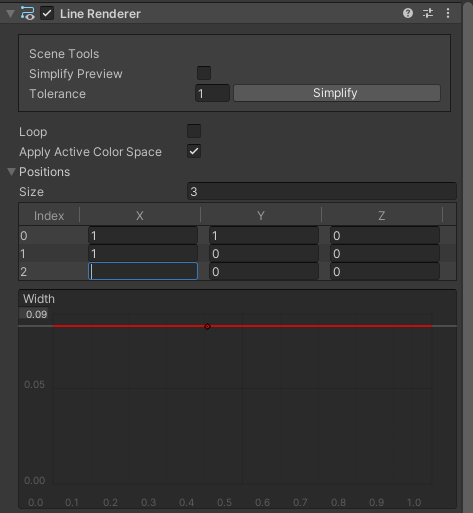 Line Renderer
Scene Tools
Simplify Preview
Tolerance 1 Simplify
Loop
Apply Active Color Space
Positions
Size 3
Index X Y Z
0 1 1 0
1 1 0 0
2 0 0
Width
0.09
0.05
0.00
0.0 0.1 0.2 0.3 0.4 0.5 0.6 0.7 0.8 0.9 1.0